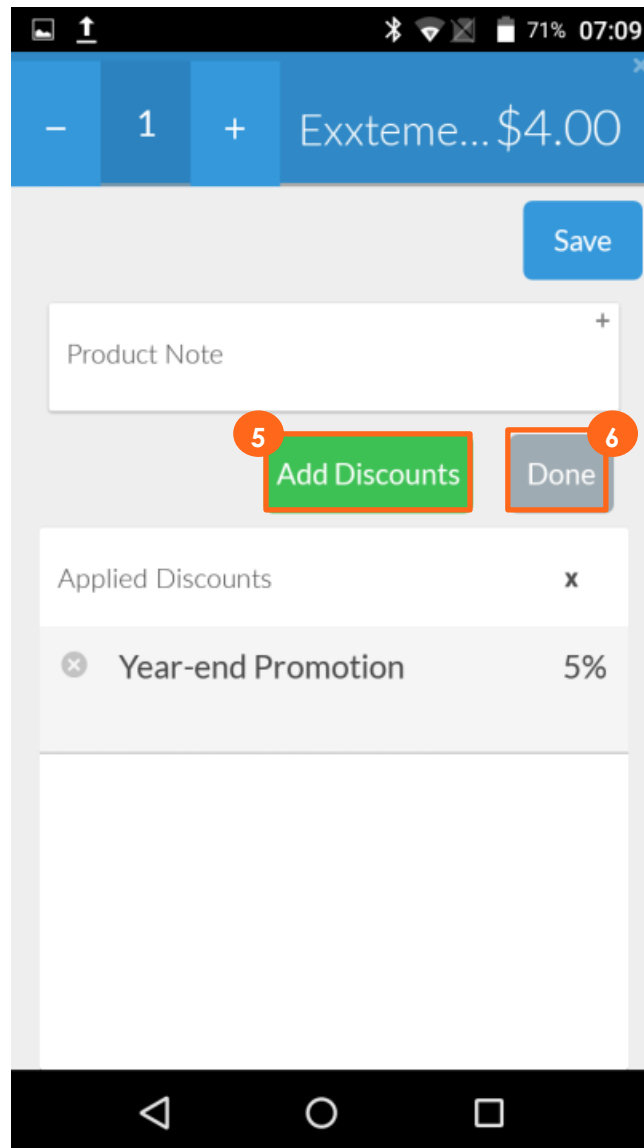 71% 07:09
− 1 + Exxteme... $4.00
Save
Product Note +
5 6
Add Discounts Done
Applied Discounts x
Year-end Promotion 5%